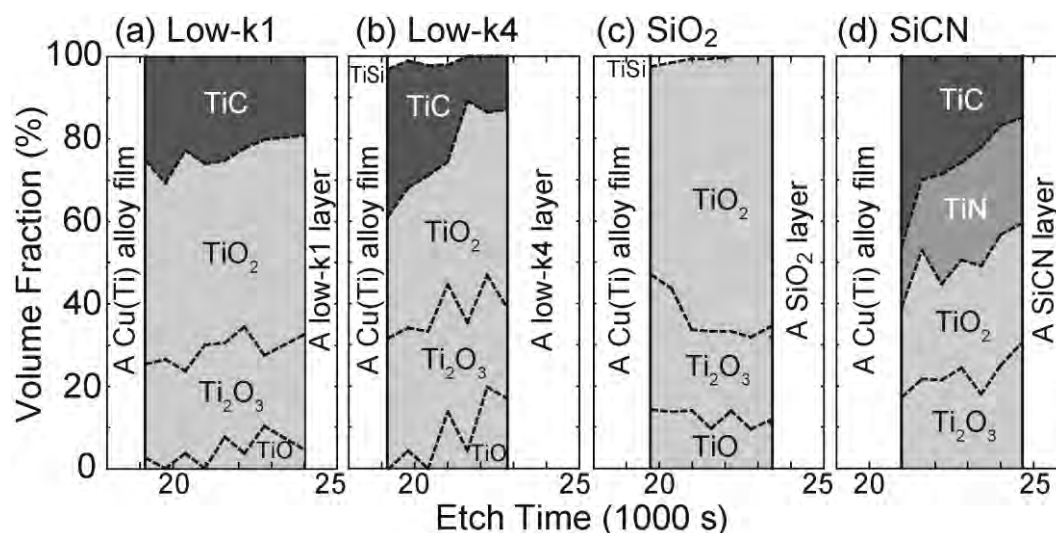 (a) Low-k1
(b) Low-k4
(c) SiO₂
(d) SiCN
Volume Fraction (%)
100
80
60
40
20
0
A Cu(Ti) alloy film
TiC
TiO₂
Ti₂O₃
TiO
A low-k1 layer
A Cu(Ti) alloy film
TiSi
TiC
TiO₂
Ti₂O₃
TiO
A low-k4 layer
A Cu(Ti) alloy film
TiSi
TiO₂
Ti₂O₃
TiO
A SiO₂ layer
A Cu(Ti) alloy film
TiC
TiN
TiO₂
Ti₂O₃
A SiCN layer
20 25 20 25 20 25 20 25
Etch Time (1000 s)